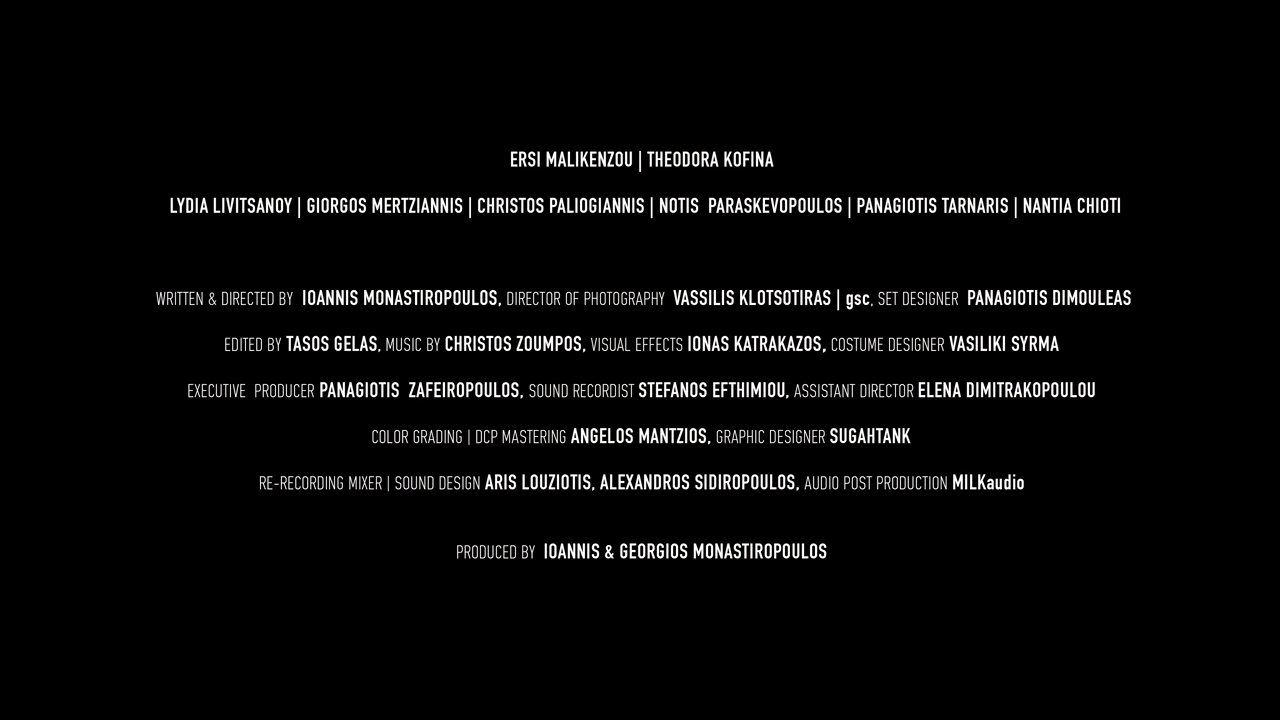 ERSI MALIKENZOU | THEODORA KOFINA
LYDIA LIVITSANOY | GIORGOS MERTZIANNIS | CHRISTOS PALIOGIANNIS | NOTIS PARASKEVOPOULOS | PANAGIOTIS TARNARIS | NANTIA CHIOTI
WRITTEN & DIRECTED BY IOANNIS MONASTIROPOULOS, DIRECTOR OF PHOTOGRAPHY VASSILIS KLOTSOTIRAS | gsc, SET DESIGNER PANAGIOTIS DIMOULEAS
EDITED BY TASOS GELAS, MUSIC BY CHRISTOS ZOUMPOS, VISUAL EFFECTS IONAS KATRAKAZOS, COSTUME DESIGNER VASILIKI SYRMA
EXECUTIVE PRODUCER PANAGIOTIS ZAFEIROPOULOS, SOUND RECORDIST STEFANOS EFTHIMIOU, ASSISTANT DIRECTOR ELENA DIMITRAKOPOULOU
COLOR GRADING | DCP MASTERING ANGELOS MANTZIOS, GRAPHIC DESIGNER SUGAHTANK
RE-RECORDING MIXER | SOUND DESIGN ARIS LOUZIOTIS, ALEXANDROS SIDIROPOULOS, AUDIO POST PRODUCTION MILKaudio
PRODUCED BY IOANNIS & GEORGIOS MONASTIROPOULOS